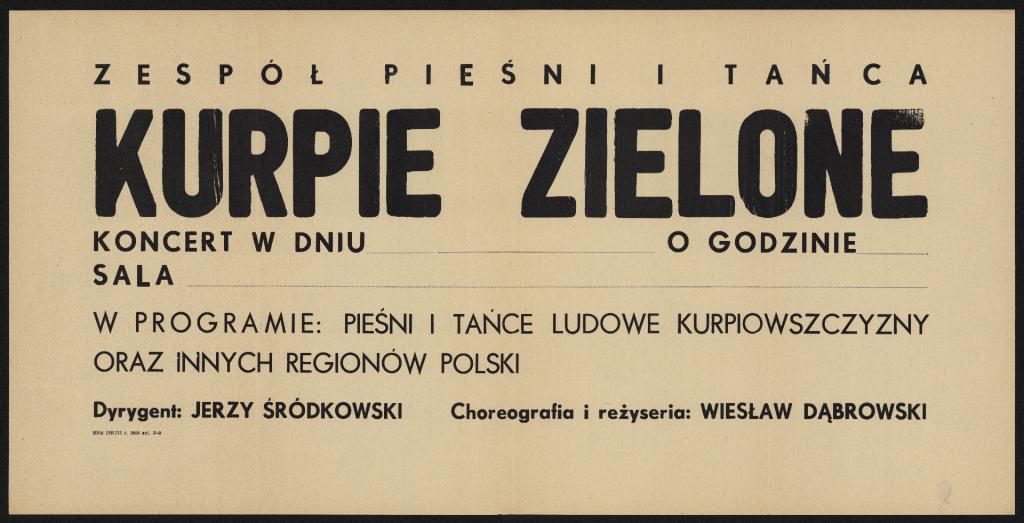 ZESPÓŁ PIEŚNI I TAŃCA
KURPIE ZIELONE
KONCERT W DNIU O GODZINIE
SALA
W PROGRAMIE: PIEŚNI I TAŃCE LUDOWE KURPIOWSZCZYZNY
ORAZ INNYCH REGIONÓW POLSKI
Dyrygent: JERZY ŚRÓDKOWSKI Choreografia i reżyseria: WIESŁAW DĄBROWSKI